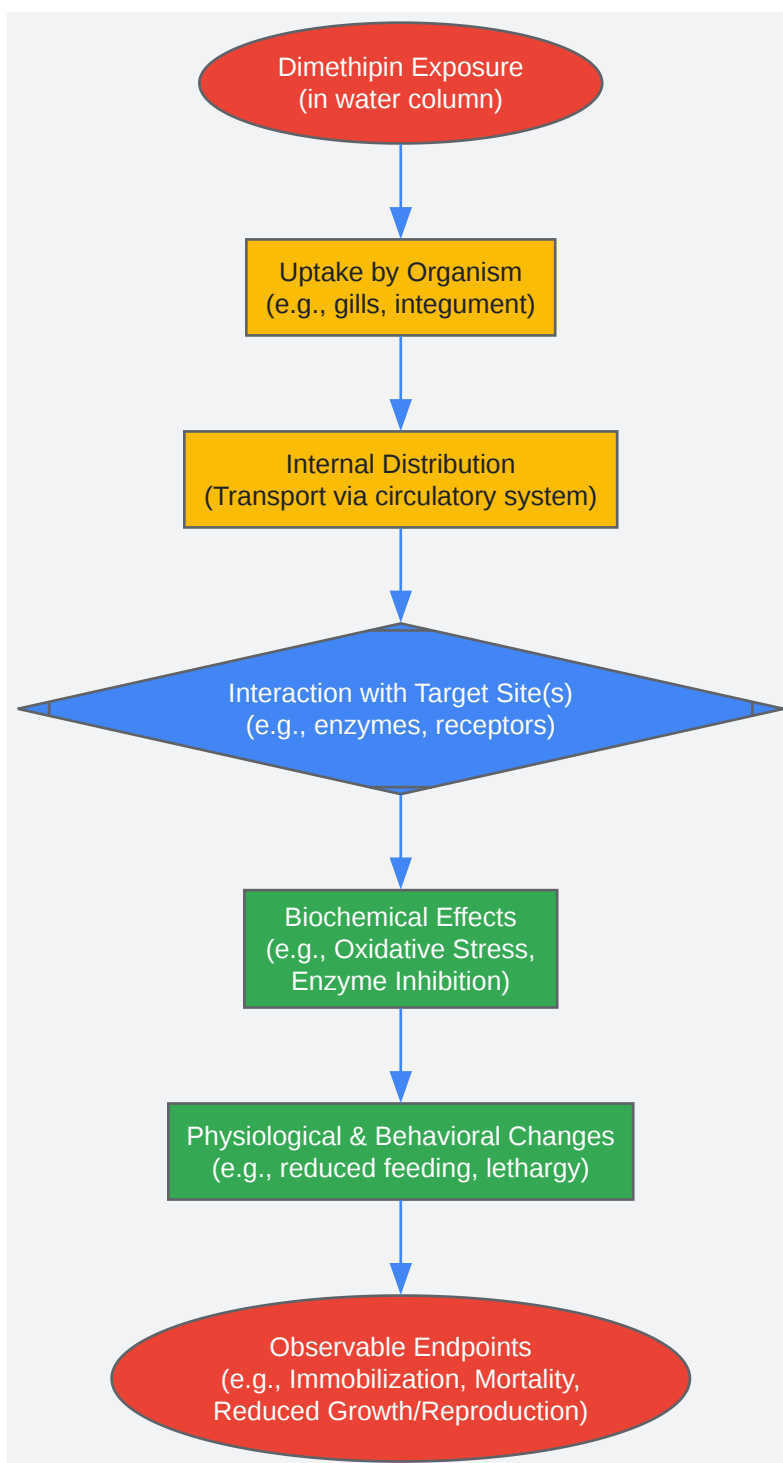 Dimethipin Exposure
(in water column)
Uptake by Organism
(e.g., gills, integument)
Internal Distribution
(Transport via circulatory system)
Interaction with Target Site(s)
(e.g., enzymes, receptors)
Biochemical Effects
(e.g., Oxidative Stress,
Enzyme Inhibition)
Physiological & Behavioral Changes
(e.g., reduced feeding, lethargy)
Observable Endpoints
(e.g., Immobilization, Mortality,
Reduced Growth/Reproduction)